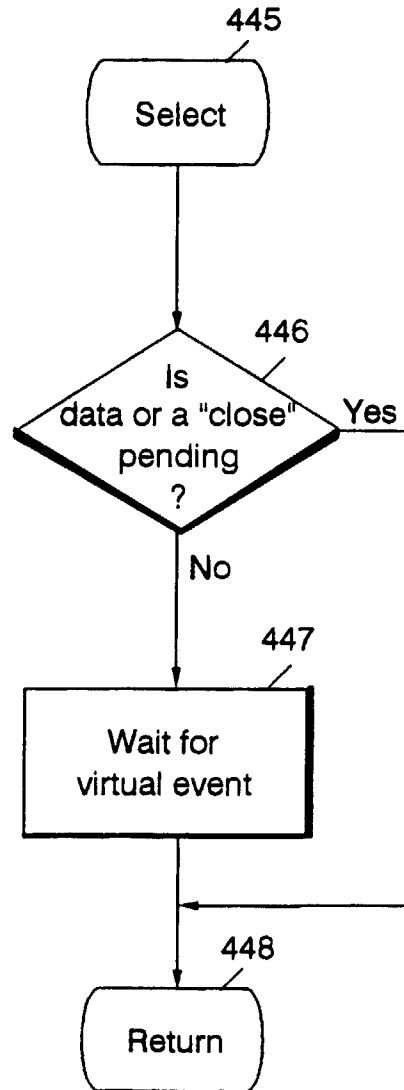 445
Select
446
Is
data or a "close"
pending
?
Yes
No
447
Wait for
virtual event
448
Return